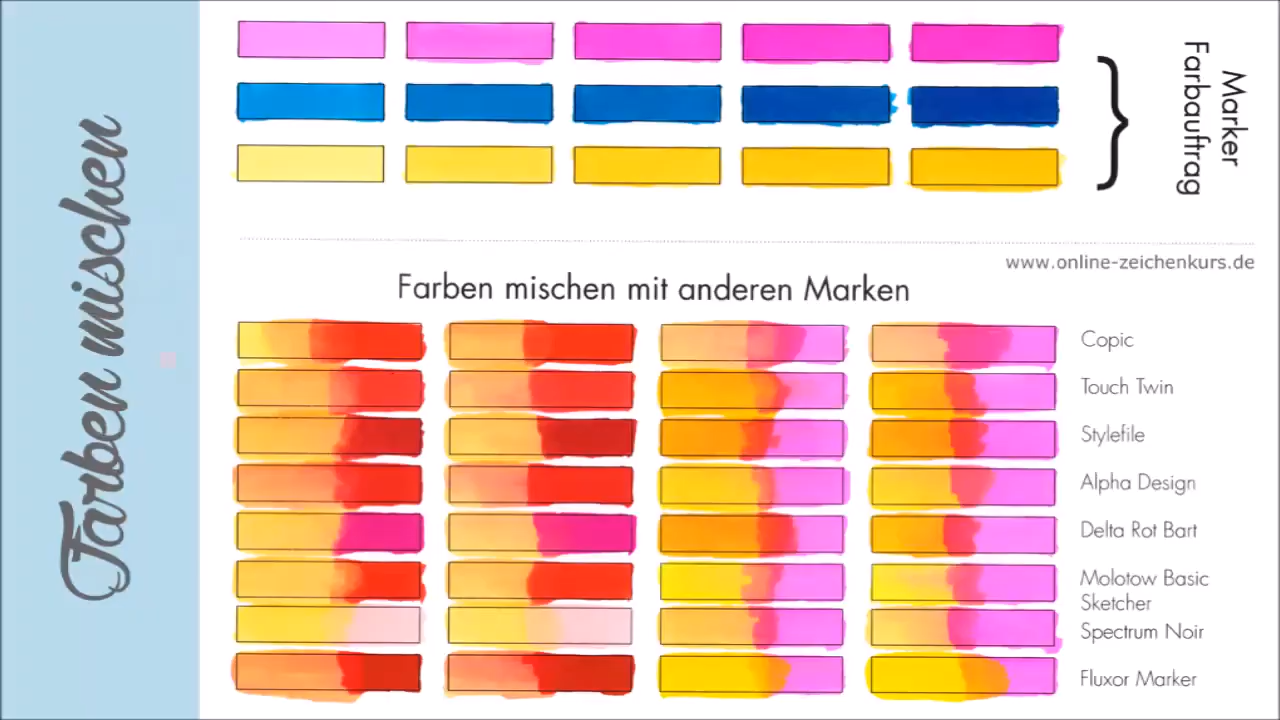 Farben mischen
Marker
Farbauftrag
www.online-zeichenkurs.de
Farben mischen mit anderen Marken
Copic
Touch Twin
Stylefile
Alpha Design
Delta Rot Bart
Molotow Basic
Sketcher
Spectrum Noir
Fluxor Marker